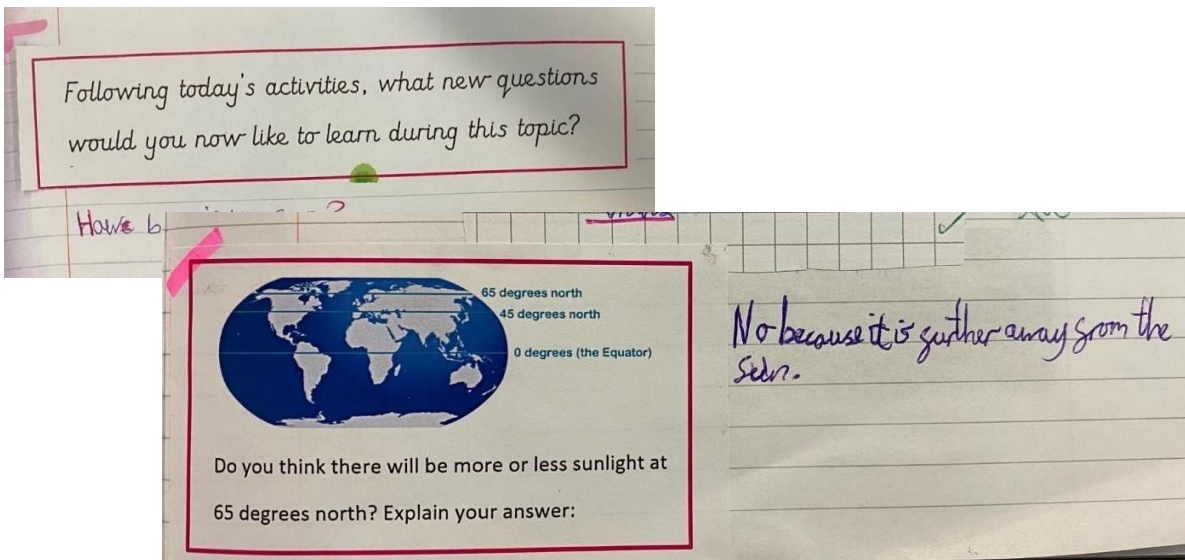 Following today's activities, what new questions
would you now like to learn during this topic?
65 degrees north
45 degrees north
0 degrees (the Equator)
Do you think there will be more or less sunlight at
65 degrees north? Explain your answer:
No because it is further away from the
sun.